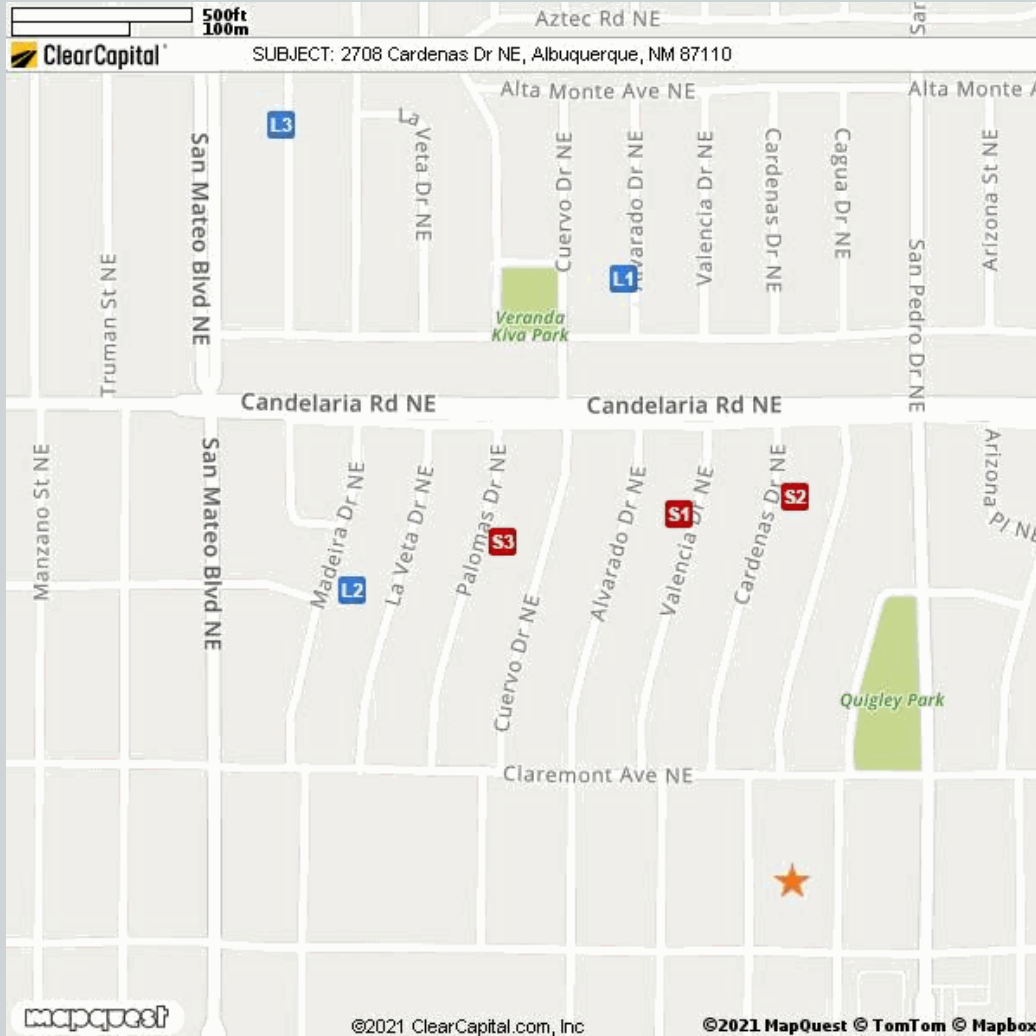 500ft
100m
Aztec Rd NE
San
ClearCapital
SUBJECT: 2708 Cardenas Dr NE, Albuquerque, NM 87110
Alta Monte Ave NE
Alta Monte A
L3
La Veta Dr NE
San Mateo Blvd NE
Cuervo Dr NE
Alvarado Dr NE
Valencia Dr NE
Cardenas Dr NE
Cagua Dr NE
Arizona St NE
San Pedro Dr NE
Truman St NE
L1
Veranda
Kiva Park
Candelaria Rd NE
Candelaria Rd NE
Manzano St NE
San Mateo Blvd NE
Madeira Dr NE
La Veta Dr NE
Palomas Dr NE
Cuervo Dr NE
Alvarado Dr NE
Valencia Dr NE
Cardenas Dr NE
Arizona Pl NE
S1
S2
S3
L2
Quigley Park
Claremont Ave NE
mapquest
©2021 ClearCapital.com, Inc
©2021 MapQuest © TomTom © Mapbox